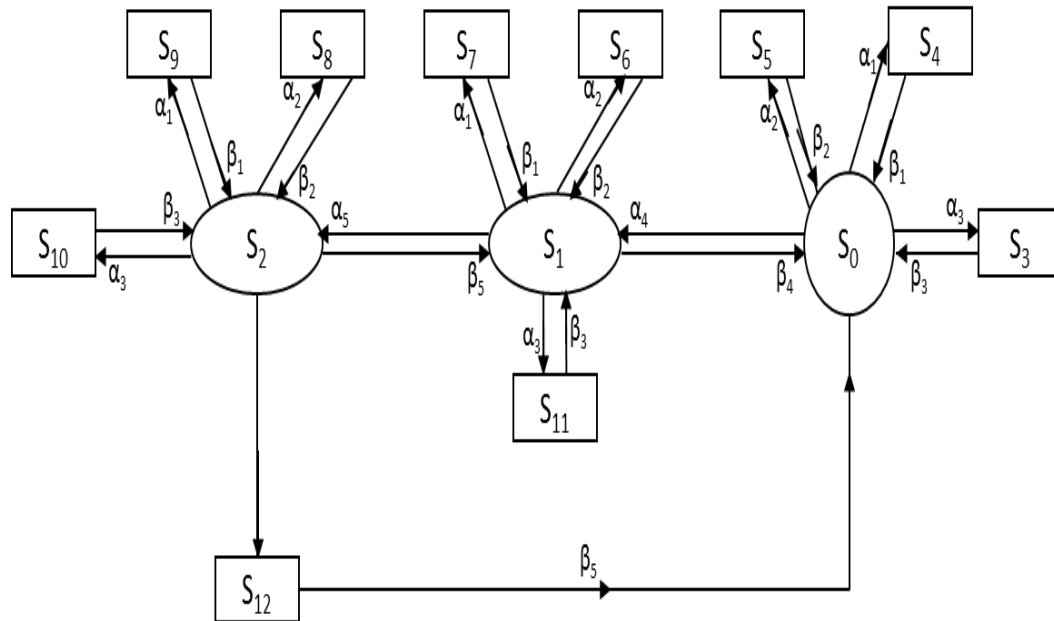 S₉ S₈ S₇ S₆ S₅ S₄
α₁ α₂ α₁ α₂ α₂ α₁
β₁ β₂ β₁ β₂ β₂ β₁
S₁₀ β₃ α₃ S₂ α₅ β₅ S₁ α₄ β₄ S₀ α₃ β₃ S₃
α₃ β₃
S₁₁
S₁₂ β₅